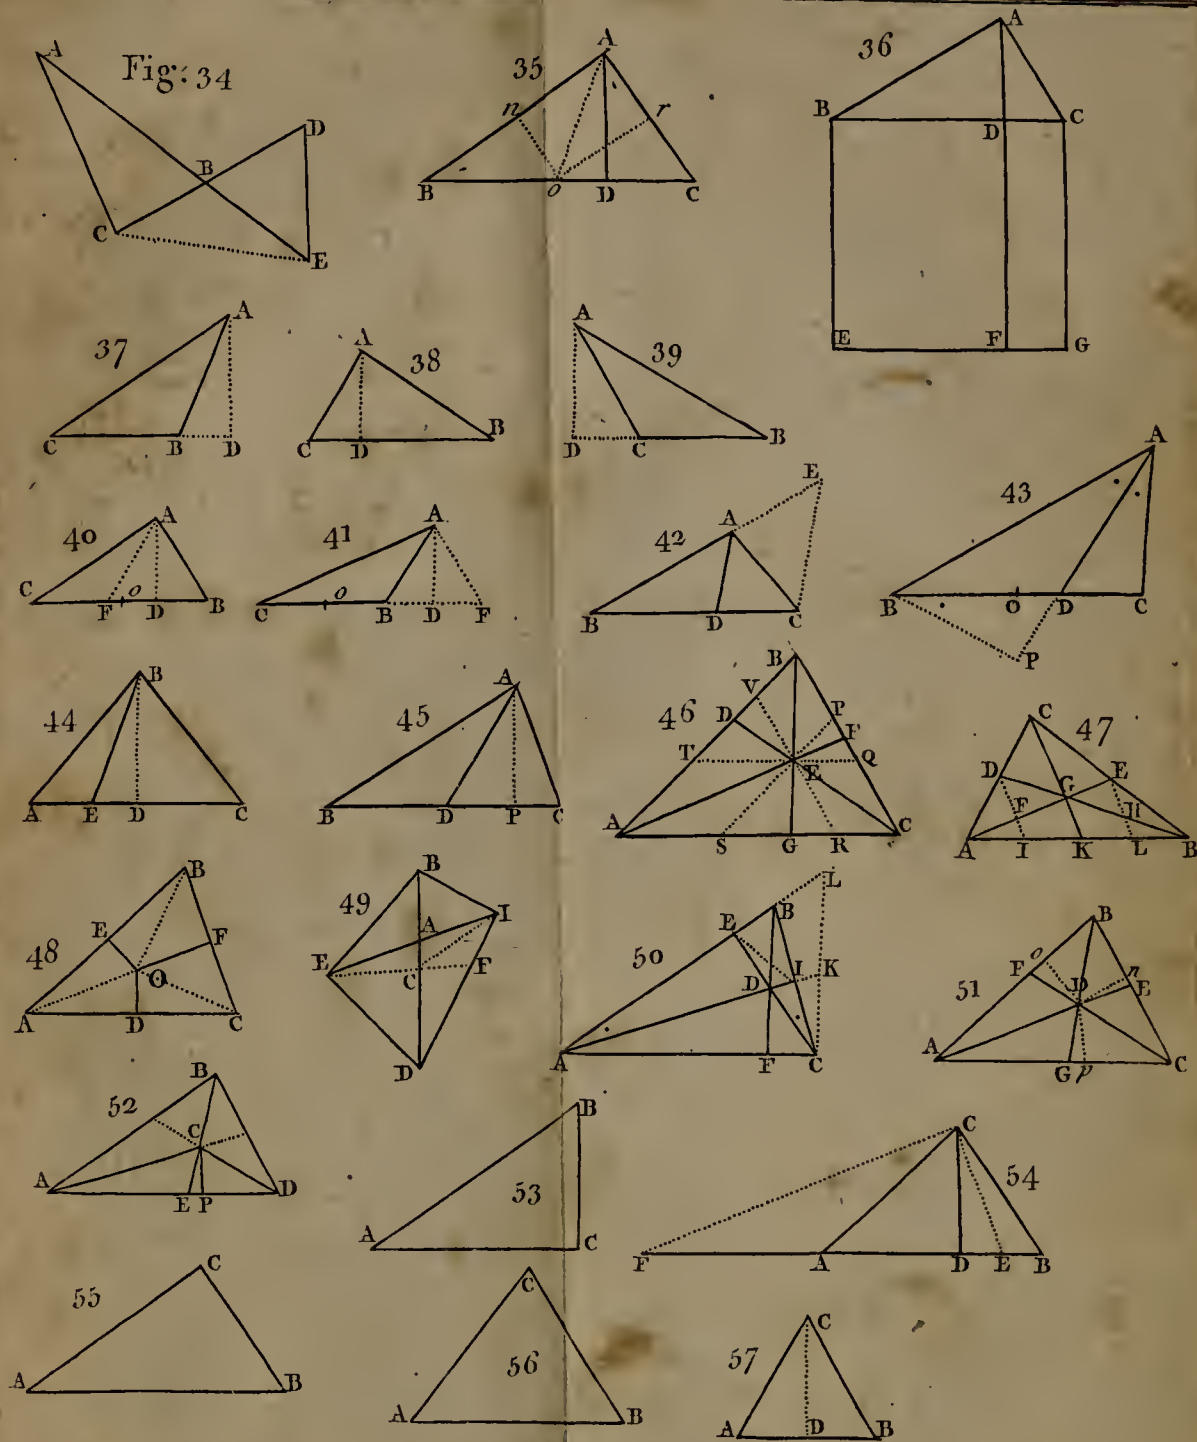 Fig: 34
A
B
C
D
E
35
A
n
r
B
o
D
C
36
A
B
D
C
E
F
G
37
A
C
B
D
38
A
C
D
B
39
A
D
C
B
40
A
C
F
o
D
B
41
A
C
o
B
D
F
42
E
A
B
D
C
43
A
B
O
D
C
P
44
B
A
E
D
C
45
A
B
D
P
C
46
B
V
D
P
F
T
E
Q
A
S
G
R
C
47
C
D
E
G
F
H
A
I
K
L
B
48
B
E
F
O
A
D
C
49
B
A
I
E
C
F
D
50
L
E
B
D
I
K
A
F
C
51
B
o
F
D
n
E
A
G
p
C
52
B
C
A
E
P
D
53
B
A
C
54
C
F
A
D
E
B
55
C
A
B
56
C
A
B
57
C
A
D
B